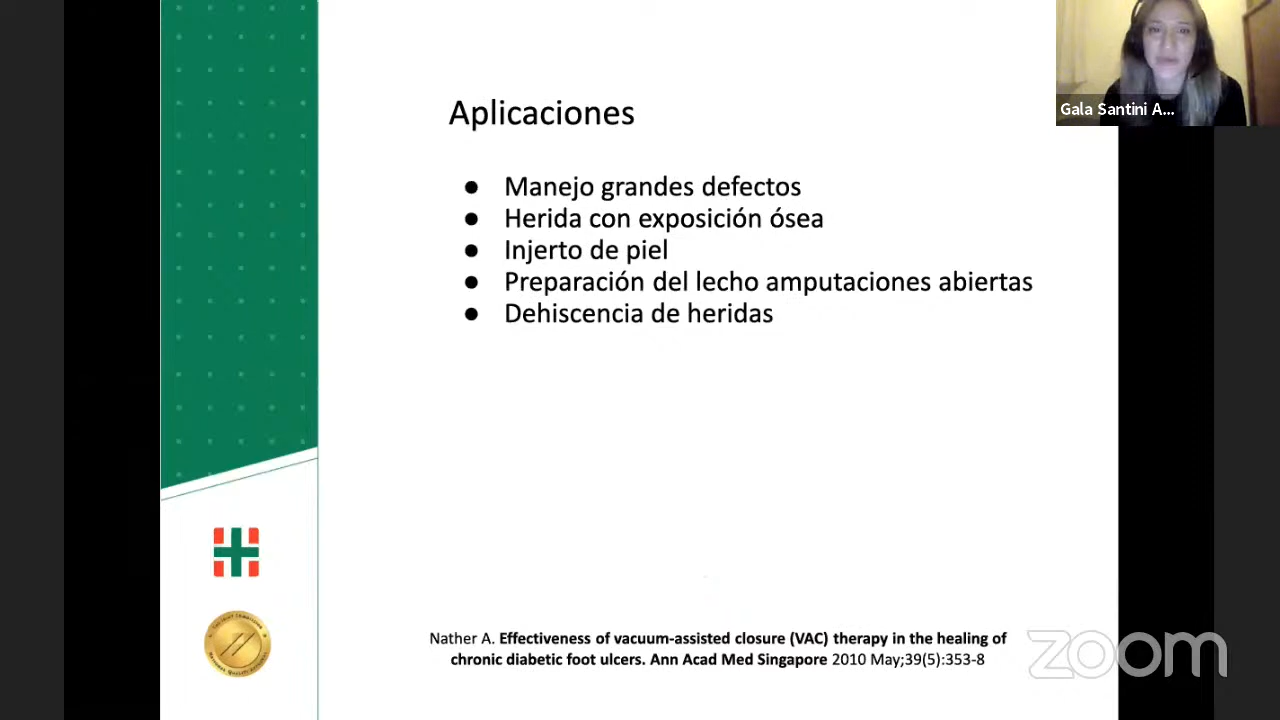 Gala Santini A...
Aplicaciones
● Manejo grandes defectos
● Herida con exposición ósea
● Injerto de piel
● Preparación del lecho amputaciones abiertas
● Dehiscencia de heridas
Nather A. Effectiveness of vacuum-assisted closure (VAC) therapy in the healing of
chronic diabetic foot ulcers. Ann Acad Med Singapore 2010 May;39(5):353-8
zoom